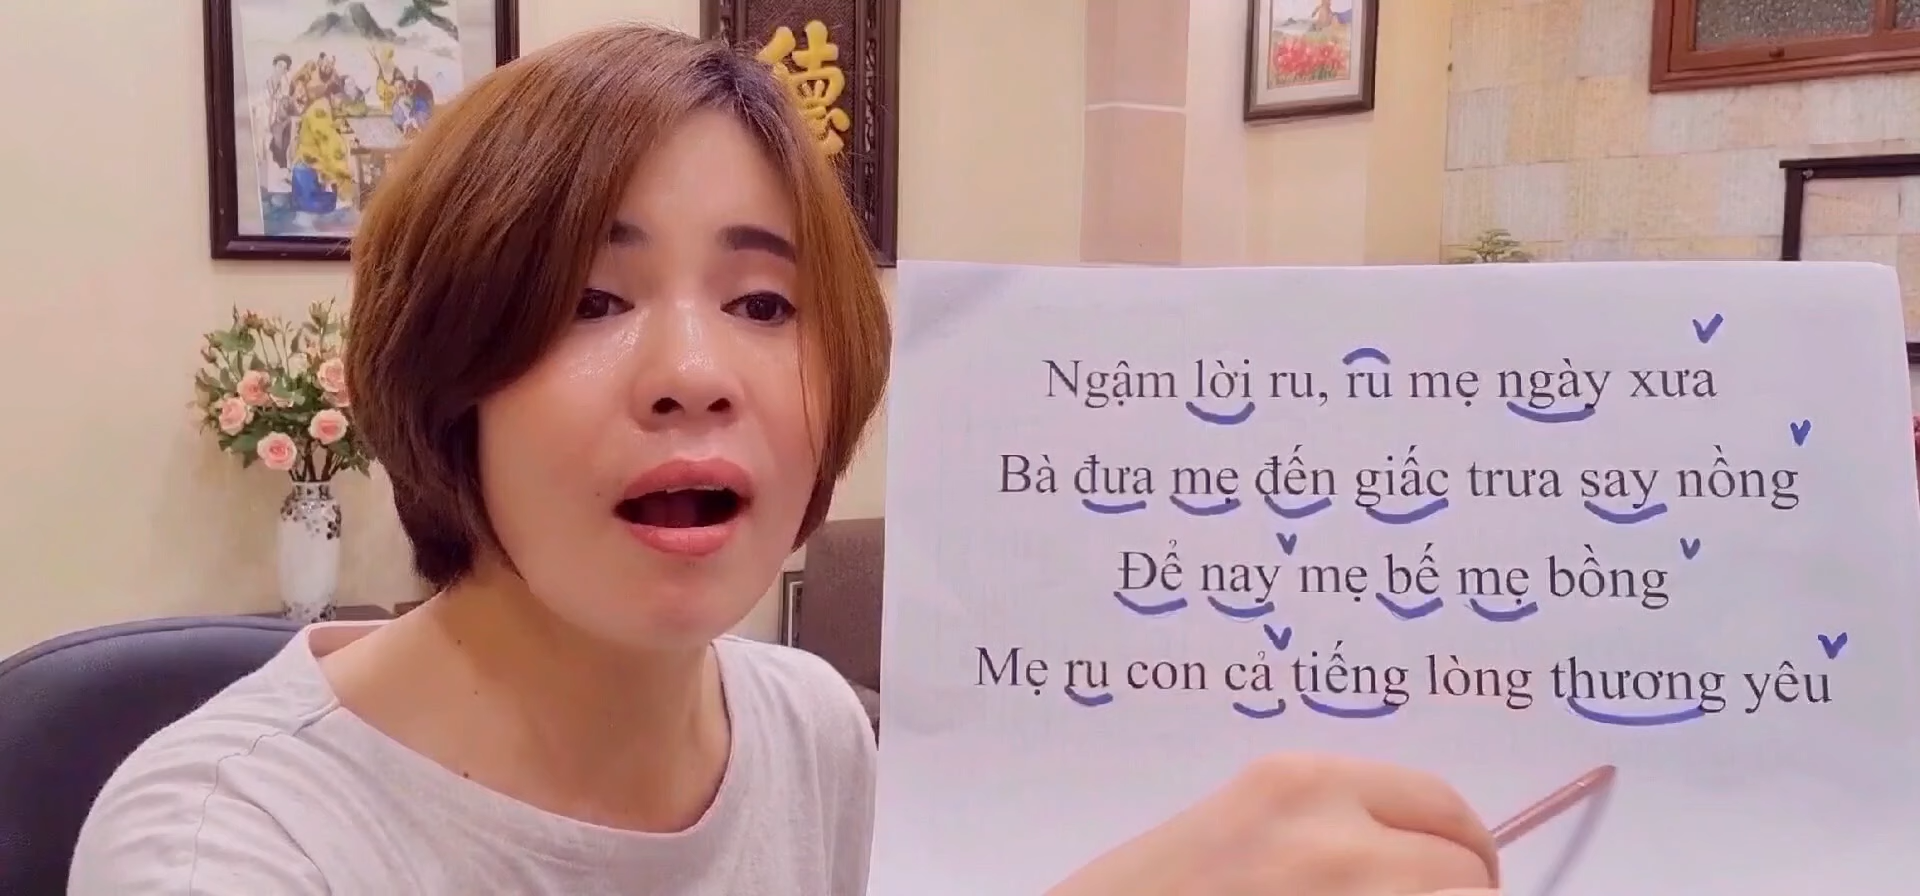 德
Ngậm lời ru, ru mẹ ngày xưa
Bà đưa mẹ đến giấc trưa say nồng
Để nay mẹ bế mẹ bồng
Mẹ ru con cả tiếng lòng thương yêu